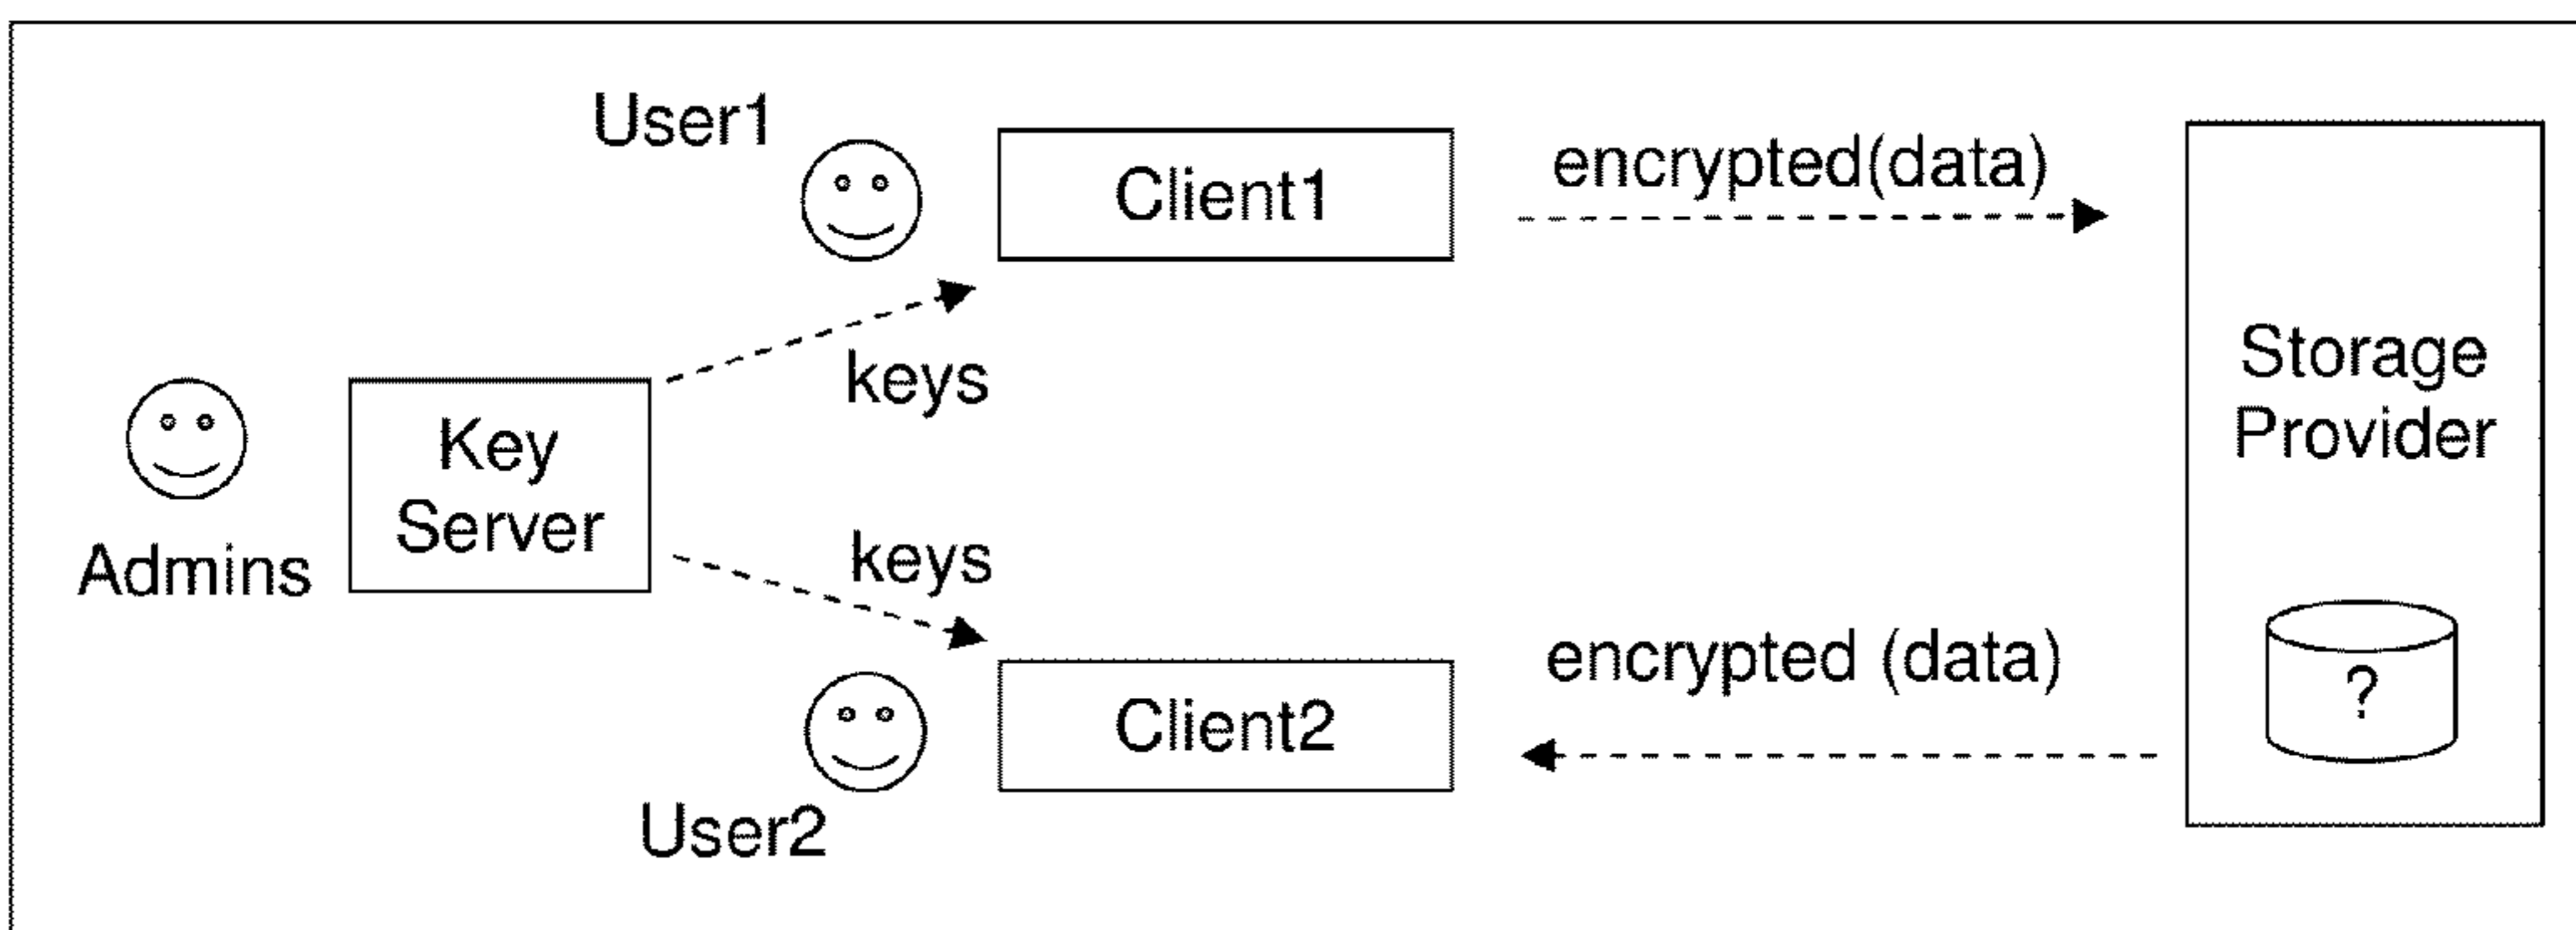 User1
Client1
encrypted(data)
keys
Storage
Provider
Key
Server
Admins
keys
Client2
encrypted (data)
?
User2